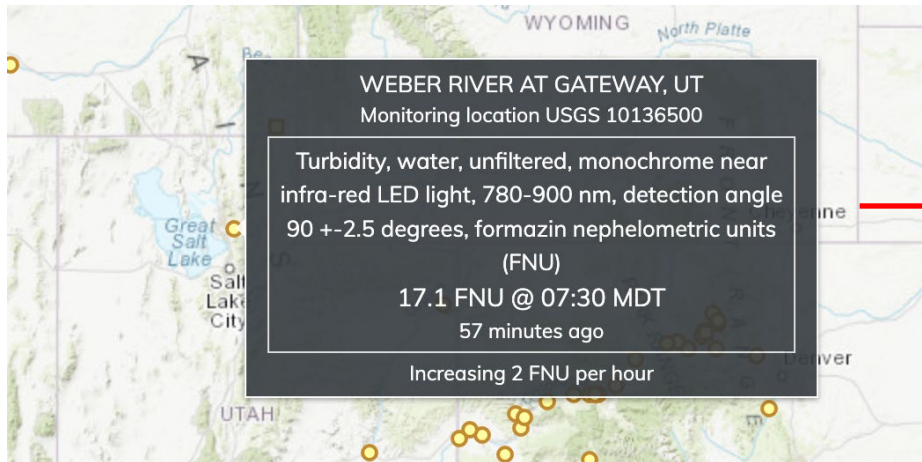 WYOMING
North Platte
WEBER RIVER AT GATEWAY, UT
Monitoring location USGS 10136500
Turbidity, water, unfiltered, monochrome near
infra-red LED light, 780-900 nm, detection angle
90 +-2.5 degrees, formazin nephelometric units
(FNU)
17.1 FNU @ 07:30 MDT
57 minutes ago
Increasing 2 FNU per hour
Great
Salt
Lake
Salt
Lake
City
UTAH